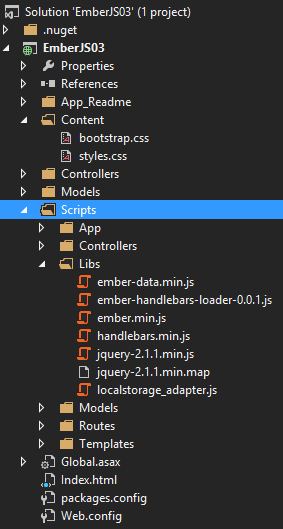 Solution 'EmberJS03' (1 project)
.nuget
EmberJS03
Properties
References
App_Readme
Content
bootstrap.css
styles.css
Controllers
Models
Scripts
App
Controllers
Libs
ember-data.min.js
ember-handlebars-loader-0.0.1.js
ember.min.js
handlebars.min.js
jquery-2.1.1.min.js
jquery-2.1.1.min.map
localstorage_adapter.js
Models
Routes
Templates
Global.asax
Index.html
packages.config
Web.config